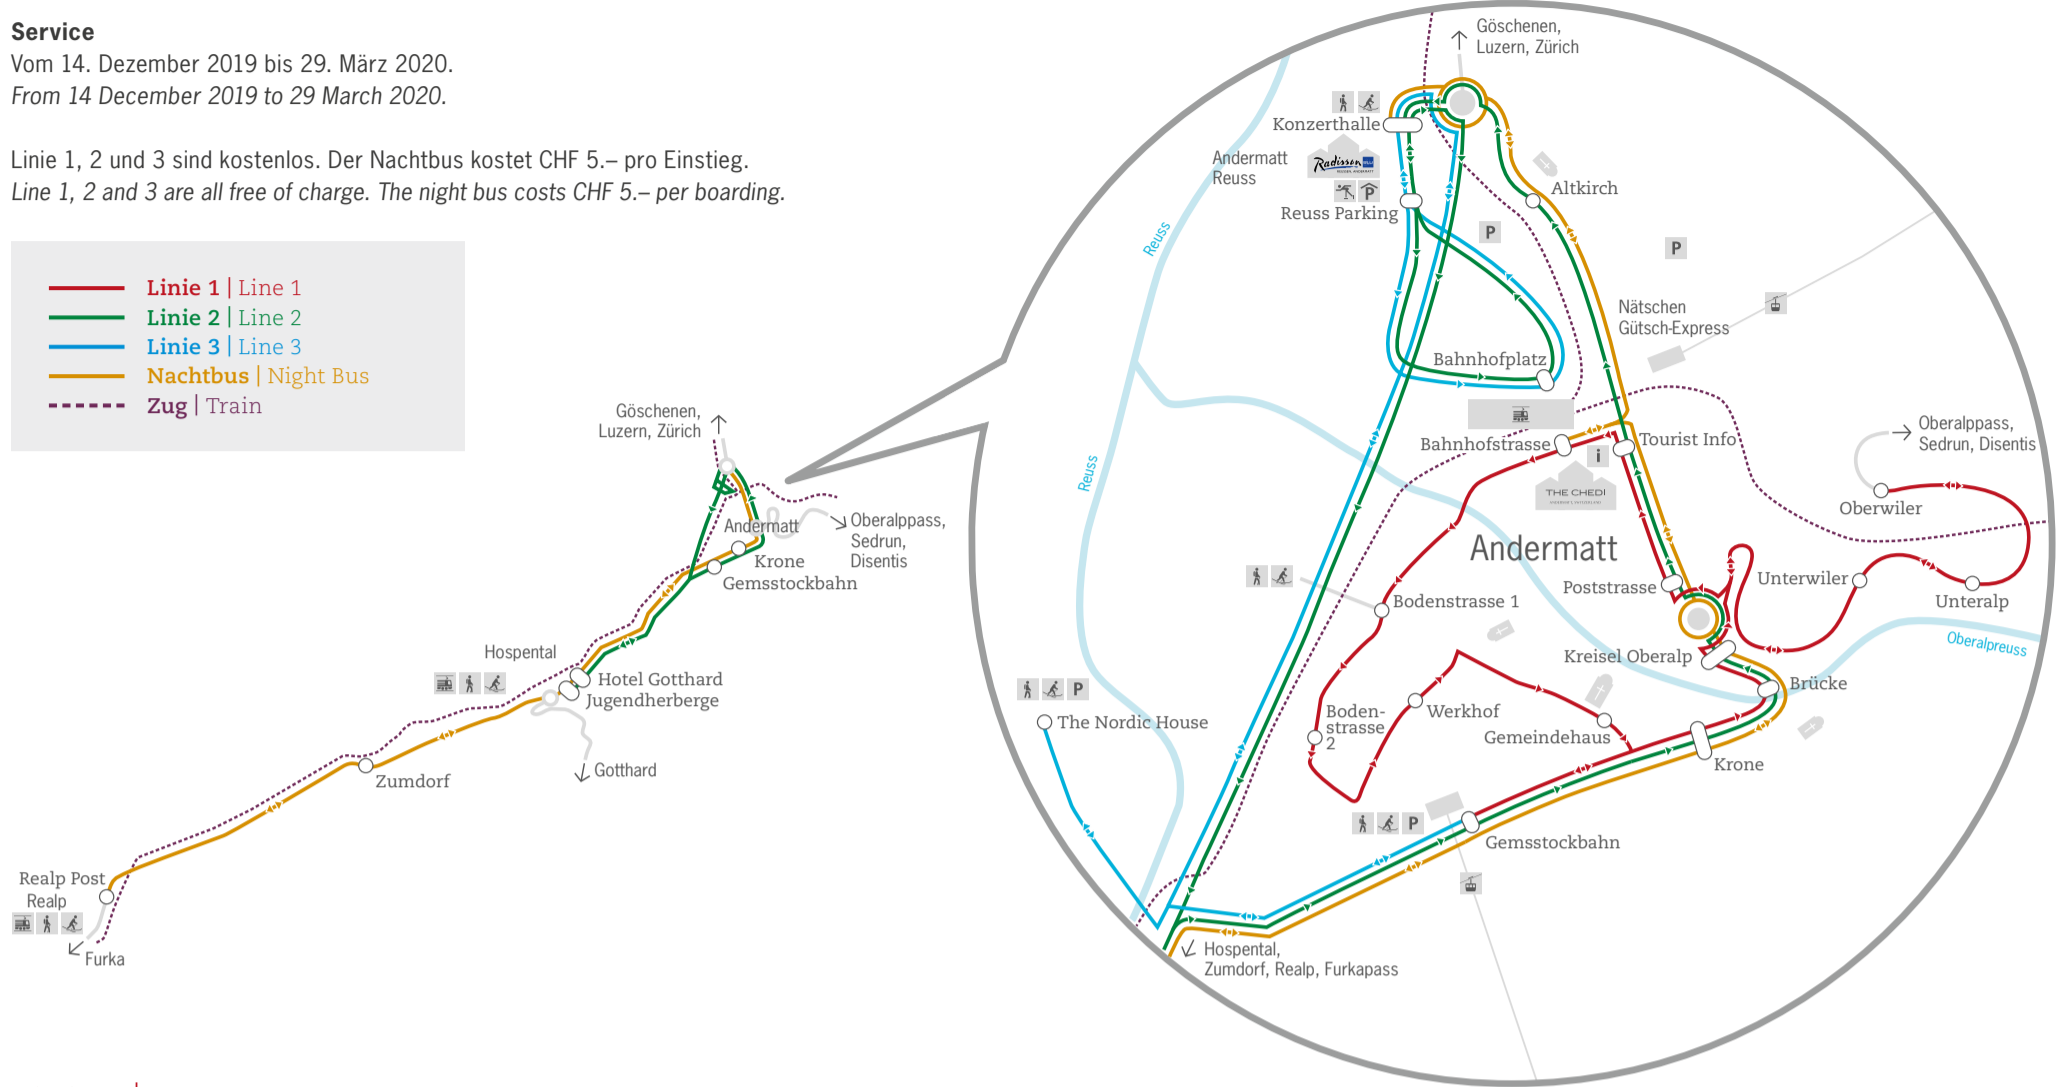 Service
Vom 14. Dezember 2019 bis 29. März 2020.
From 14 December 2019 to 29 March 2020.
Linie 1, 2 und 3 sind kostenlos. Der Nachtbus kostet CHF 5.– pro Einstieg.
Line 1, 2 and 3 are all free of charge. The night bus costs CHF 5.– per boarding.
Linie 1 | Line 1
Linie 2 | Line 2
Linie 3 | Line 3
Nachtbus | Night Bus
Zug | Train
Göschenen,
Luzern, Zürich
Andermatt
Oberalppass,
Sedrun,
Disentis
Krone
Gemsstockbahn
Hospental
Hotel Gotthard
Jugendherberge
Gotthard
Zumdorf
Realp Post
Realp
Furka
Göschenen,
Luzern, Zürich
Konzerthalle
Andermatt
Reuss
Radisson
BLU
P
Reuss Parking
Altkirch
Reuss
P
P
Nätschen
Gütsch-Express
Bahnhofplatz
Bahnhofstrasse
Tourist Info
i
THE CHEDI
Oberalppass,
Sedrun, Disentis
Oberwiler
Reuss
Andermatt
Poststrasse
Unterwiler
Unteralp
Bodenstrasse 1
Oberalpreuss
Kreisel Oberalp
Brücke
P
The Nordic House
Boden-
strasse
2
Werkhof
Gemeindehaus
Krone
P
Gemsstockbahn
Hospental,
Zumdorf, Realp, Furkapass